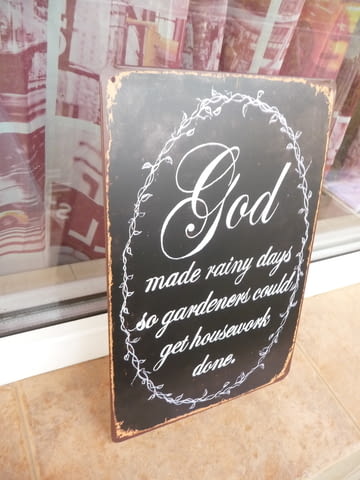 God
made rainy days
so gardeners could
get housework
done.